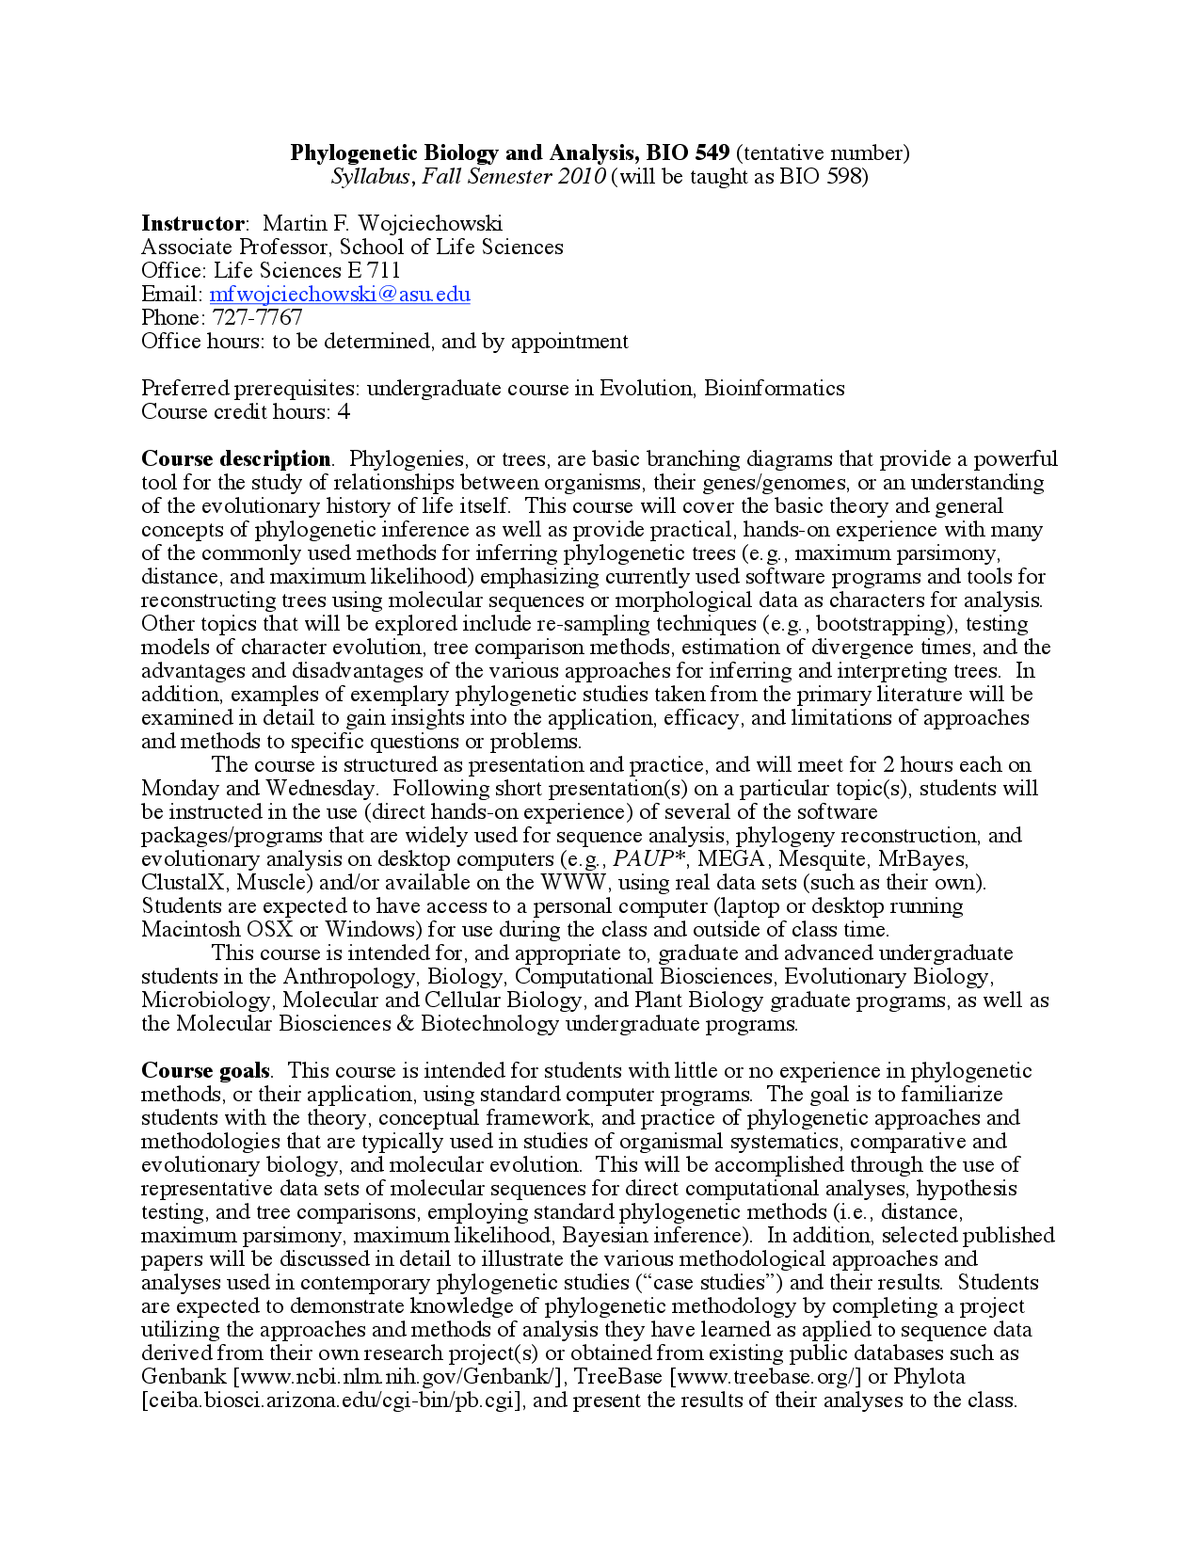 Phylogenetic Biology and Analysis, BIO 549 (tentative number)
Syllabus, Fall Semester 2010 (will be taught as BIO 598)
Instructor:  Martin F. Wojciechowski
Associate Professor, School of Life Sciences
Office: Life Sciences E 711
Email: mfwojciechowski@asu.edu
Phone: 727-7767
Office hours: to be determined, and by appointment
Preferred prerequisites: undergraduate course in Evolution, Bioinformatics
Course credit hours: 4
Course description.  Phylogenies, or trees, are basic branching diagrams that provide a powerful
tool for the study of relationships between organisms, their genes/genomes, or an understanding
of the evolutionary history of life itself.  This course will cover the basic theory and general
concepts of phylogenetic inference as well as provide practical, hands-on experience with many
of the commonly used methods for inferring phylogenetic trees (e.g., maximum parsimony,
distance, and maximum likelihood) emphasizing currently used software programs and tools for
reconstructing trees using molecular sequences or morphological data as characters for analysis.
Other topics that will be explored include re-sampling techniques (e.g., bootstrapping), testing
models of character evolution, tree comparison methods, estimation of divergence times, and the
advantages and disadvantages of the various approaches for inferring and interpreting trees.  In
addition, examples of exemplary phylogenetic studies taken from the primary literature will be
examined in detail to gain insights into the application, efficacy, and limitations of approaches
and methods to specific questions or problems.
The course is structured as presentation and practice, and will meet for 2 hours each on
Monday and Wednesday.  Following short presentation(s) on a particular topic(s), students will
be instructed in the use (direct hands-on experience) of several of the software
packages/programs that are widely used for sequence analysis, phylogeny reconstruction, and
evolutionary analysis on desktop computers (e.g., PAUP*, MEGA, Mesquite, MrBayes,
ClustalX, Muscle) and/or available on the WWW, using real data sets (such as their own).
Students are expected to have access to a personal computer (laptop or desktop running
Macintosh OSX or Windows) for use during the class and outside of class time.
This course is intended for, and appropriate to, graduate and advanced undergraduate
students in the Anthropology, Biology, Computational Biosciences, Evolutionary Biology,
Microbiology, Molecular and Cellular Biology, and Plant Biology graduate programs, as well as
the Molecular Biosciences & Biotechnology undergraduate programs.
Course goals.  This course is intended for students with little or no experience in phylogenetic
methods, or their application, using standard computer programs.  The goal is to familiarize
students with the theory, conceptual framework, and practice of phylogenetic approaches and
methodologies that are typically used in studies of organismal systematics, comparative and
evolutionary biology, and molecular evolution.  This will be accomplished through the use of
representative data sets of molecular sequences for direct computational analyses, hypothesis
testing, and tree comparisons, employing standard phylogenetic methods (i.e., distance,
maximum parsimony, maximum likelihood, Bayesian inference).  In addition, selected published
papers will be discussed in detail to illustrate the various methodological approaches and
analyses used in contemporary phylogenetic studies (“case studies”) and their results.  Students
are expected to demonstrate knowledge of phylogenetic methodology by completing a project
utilizing the approaches and methods of analysis they have learned as applied to sequence data
derived from their own research project(s) or obtained from existing public databases such as
Genbank [www.ncbi.nlm.nih.gov/Genbank/], TreeBase [www.treebase.org/] or Phylota
[ceiba.biosci.arizona.edu/cgi-bin/pb.cgi], and present the results of their analyses to the class.